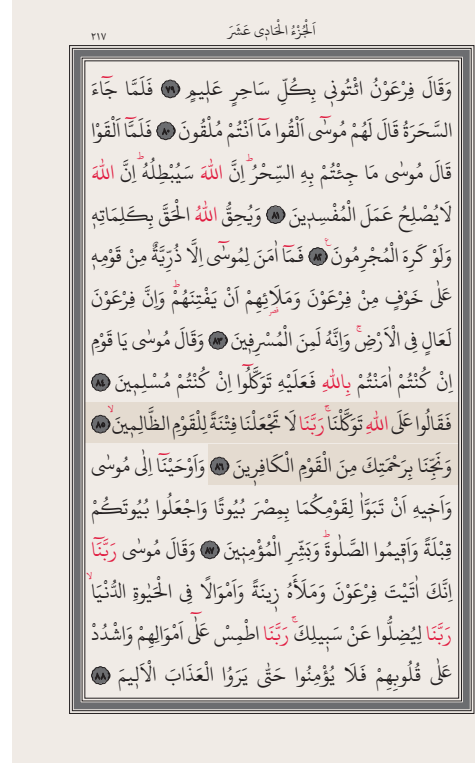 اَلْجُزْءُ الْحَادِى عَشَرَ
٢١٧
وَقَالَ فِرْعَوْنُ ائْتُونٖى بِكُلِّ سَاحِرٍ عَلٖيمٍ ﴿٧٩﴾ فَلَمَّا جَٓاءَ
السَّحَرَةُ قَالَ لَهُمْ مُوسٰٓى اَلْقُوا مَٓا اَنْتُمْ مُلْقُونَ ﴿٨٠﴾ فَلَمَّٓا اَلْقَوْا
قَالَ مُوسٰى مَا جِئْتُمْ بِهِ السِّحْرُۜ اِنَّ اللّٰهَ سَيُبْطِلُهُۜ اِنَّ اللّٰهَ
لَايُصْلِحُ عَمَلَ الْمُفْسِدٖينَ ﴿٨١﴾ وَيُحِقُّ اللّٰهُ الْحَقَّ بِكَلِمَاتِهٖ
وَلَوْ كَرِهَ الْمُجْرِمُونَۚ ﴿٨٢﴾ فَمَٓا اٰمَنَ لِمُوسٰٓى اِلَّا ذُرِّيَّةٌ مِنْ قَوْمِهٖ
عَلٰى خَوْفٍ مِنْ فِرْعَوْنَ وَمَلَا۬ئِهِمْ اَنْ يَفْتِنَهُمْۜ وَاِنَّ فِرْعَوْنَ
لَعَالٍ فِى الْاَرْضِۚ وَاِنَّهُ لَمِنَ الْمُسْرِفٖينَ ﴿٨٣﴾ وَقَالَ مُوسٰى يَا قَوْمِ
اِنْ كُنْتُمْ اٰمَنْتُمْ بِاللّٰهِ فَعَلَيْهِ تَوَكَّلُٓوا اِنْ كُنْتُمْ مُسْلِمٖينَ ﴿٨٤﴾
فَقَالُوا عَلَى اللّٰهِ تَوَكَّلْنَاۚ رَبَّنَا لَا تَجْعَلْنَا فِتْنَةً لِلْقَوْمِ الظَّالِمٖينَۙ ﴿٨٥﴾
وَنَجِّنَا بِرَحْمَتِكَ مِنَ الْقَوْمِ الْكَافِرٖينَ ﴿٨٦﴾ وَاَوْحَيْنَٓا اِلٰى مُوسٰى
وَاَخٖيهِ اَنْ تَبَوَّاٰ لِقَوْمِكُمَا بِمِصْرَ بُيُوتًا وَاجْعَلُوا بُيُوتَكُمْ
قِبْلَةً وَاَقٖيمُوا الصَّلٰوةَۜ وَبَشِّرِ الْمُؤْمِنٖينَ ﴿٨٧﴾ وَقَالَ مُوسٰى رَبَّنَٓا
اِنَّكَ اٰتَيْتَ فِرْعَوْنَ وَمَلَاَهُ زٖينَةً وَاَمْوَالًا فِى الْحَيٰوةِ الدُّنْيَاۙ
رَبَّنَا لِيُضِلُّوا عَنْ سَبٖيلِكَۚ رَبَّنَا اطْمِسْ عَلٰٓى اَمْوَالِهِمْ وَاشْدُدْ
عَلٰى قُلُوبِهِمْ فَلَا يُؤْمِنُوا حَتّٰى يَرَوُا الْعَذَابَ الْاَلٖيمَ ﴿٨٨﴾